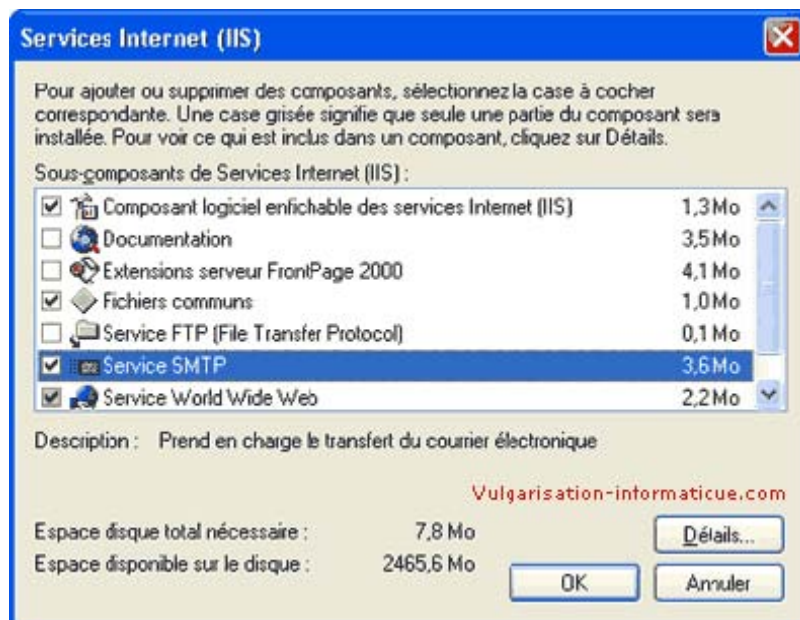 Services Internet (IIS)
Pour ajouter ou supprimer des composants, sélectionnez la case à cocher
correspondante. Une case grisée signifie que seule une partie du composant sera
installée. Pour voir ce qui est inclus dans un composant, cliquez sur Détails.
Sous-composants de Services Internet (IIS) :
Composant logiciel enfichable des services Internet (IIS) 1,3 Mo
Documentation 3,5 Mo
Extensions serveur FrontPage 2000 4,1 Mo
Fichiers communs 1,0 Mo
Service FTP (File Transfer Protocol) 0,1 Mo
Service SMTP 3,6 Mo
Service World Wide Web 2,2 Mo
Description : Prend en charge le transfert du courrier électronique
Vulgarisation-informatique.com
Espace disque total nécessaire : 7,8 Mo
Détails...
Espace disponible sur le disque : 2465,6 Mo
OK
Annuler